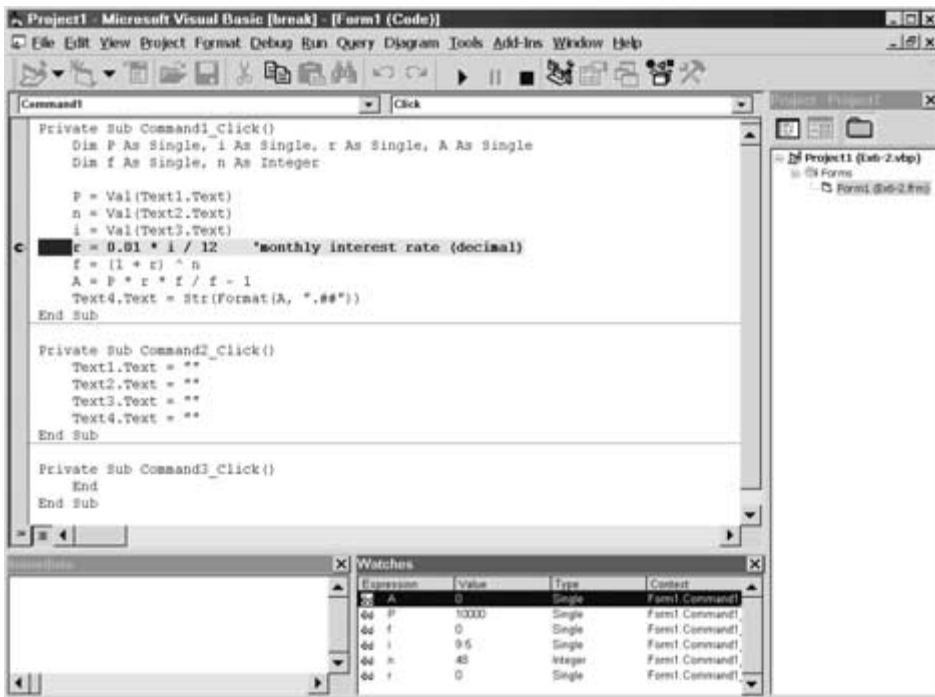 Project1 - Microsoft Visual Basic [break] - [Form1 (Code)]
File Edit View Project Format Debug Run Query Diagram Tools Add-Ins Window Help
Command1 Click
Project - Project1
Private Sub Command1_Click()
Dim P As Single, i As Single, r As Single, A As Single
Dim f As Single, n As Integer
P = Val(Text1.Text)
n = Val(Text2.Text)
i = Val(Text3.Text)
r = 0.01 * i / 12 'monthly interest rate (decimal)
f = (1 + r) ^ n
A = P * r * f / f - 1
Text4.Text = Str(Format(A, ".##"))
End Sub
Private Sub Command2_Click()
Text1.Text = ""
Text2.Text = ""
Text3.Text = ""
Text4.Text = ""
End Sub
Private Sub Command3_Click()
End
End Sub
Project1 (Ex6-2.vbp)
Forms
Form1 (Ex6-2.frm)
Immediate
Watches
Expression Value Type Context
A 0 Single Form1.Command1_
P 10000 Single Form1.Command1_
f 0 Single Form1.Command1_
i 9.5 Single Form1.Command1_
n 48 Integer Form1.Command1_
r 0 Single Form1.Command1_